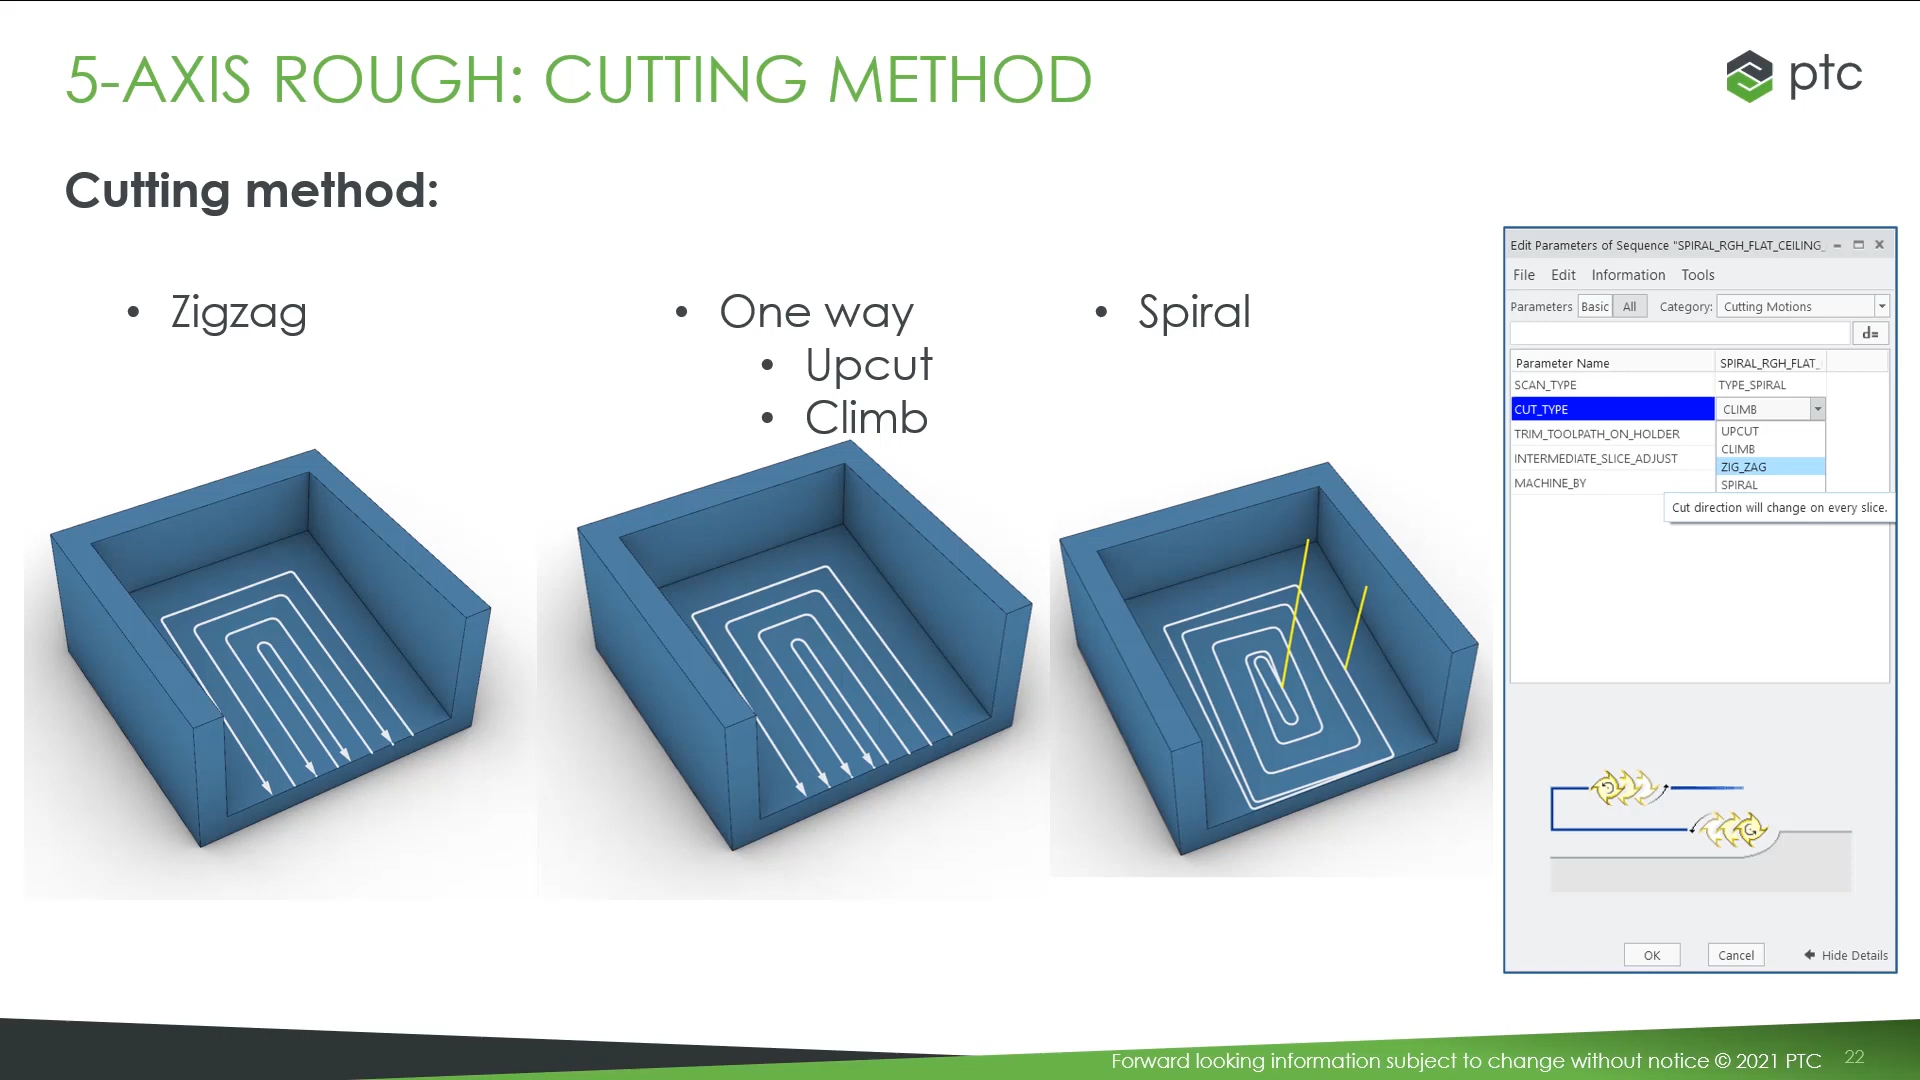 5-AXIS ROUGH: CUTTING METHOD
ptc
Cutting method:
• Zigzag
• One way
• Upcut
• Climb
• Spiral
Edit Parameters of Sequence "SPIRAL_RGH_FLAT_CEILING_
File Edit Information Tools
Parameters Basic All Category: Cutting Motions
d=
Parameter Name SPIRAL_RGH_FLAT_
SCAN_TYPE TYPE_SPIRAL
CUT_TYPE CLIMB
TRIM_TOOLPATH_ON_HOLDER
INTERMEDIATE_SLICE_ADJUST
MACHINE_BY
UPCUT
CLIMB
ZIG_ZAG
SPIRAL
Cut direction will change on every slice.
OK Cancel Hide Details
Forward looking information subject to change without notice © 2021 PTC 22